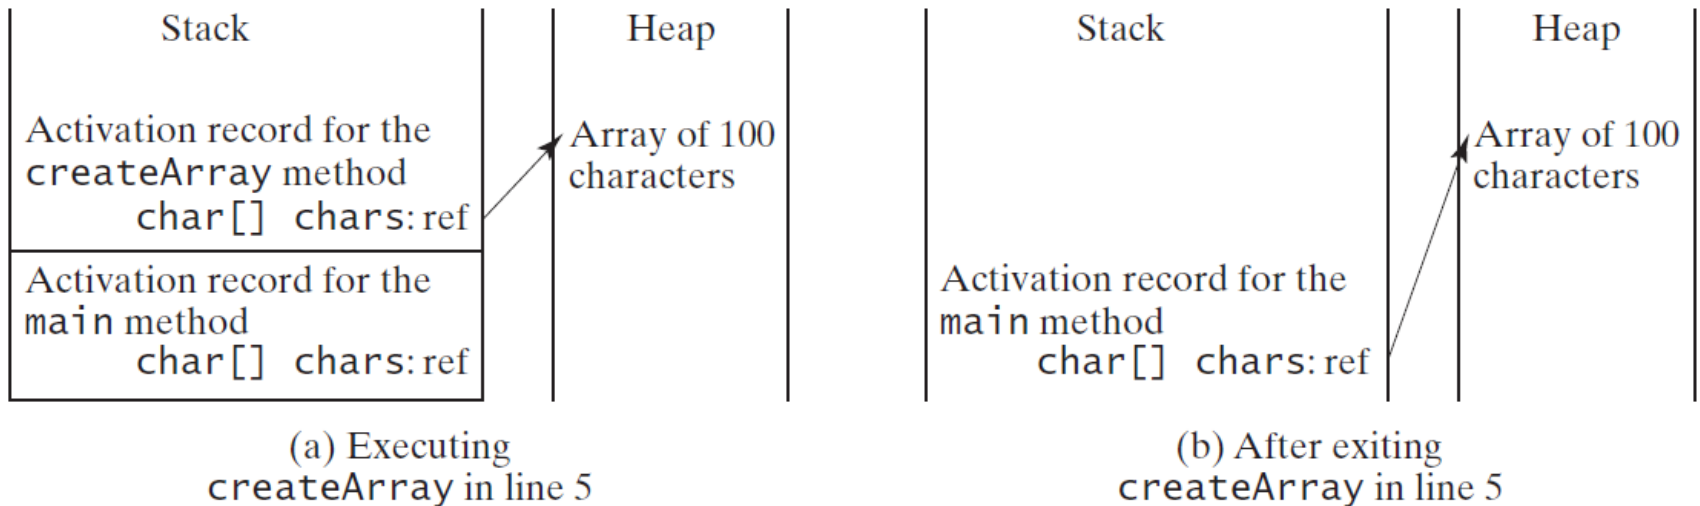 Stack
Heap
Activation record for the
createArray method
char[] chars: ref
Array of 100
characters
Activation record for the
main method
char[] chars: ref
(a) Executing
createArray in line 5
Stack
Heap
Array of 100
characters
Activation record for the
main method
char[] chars: ref
(b) After exiting
createArray in line 5